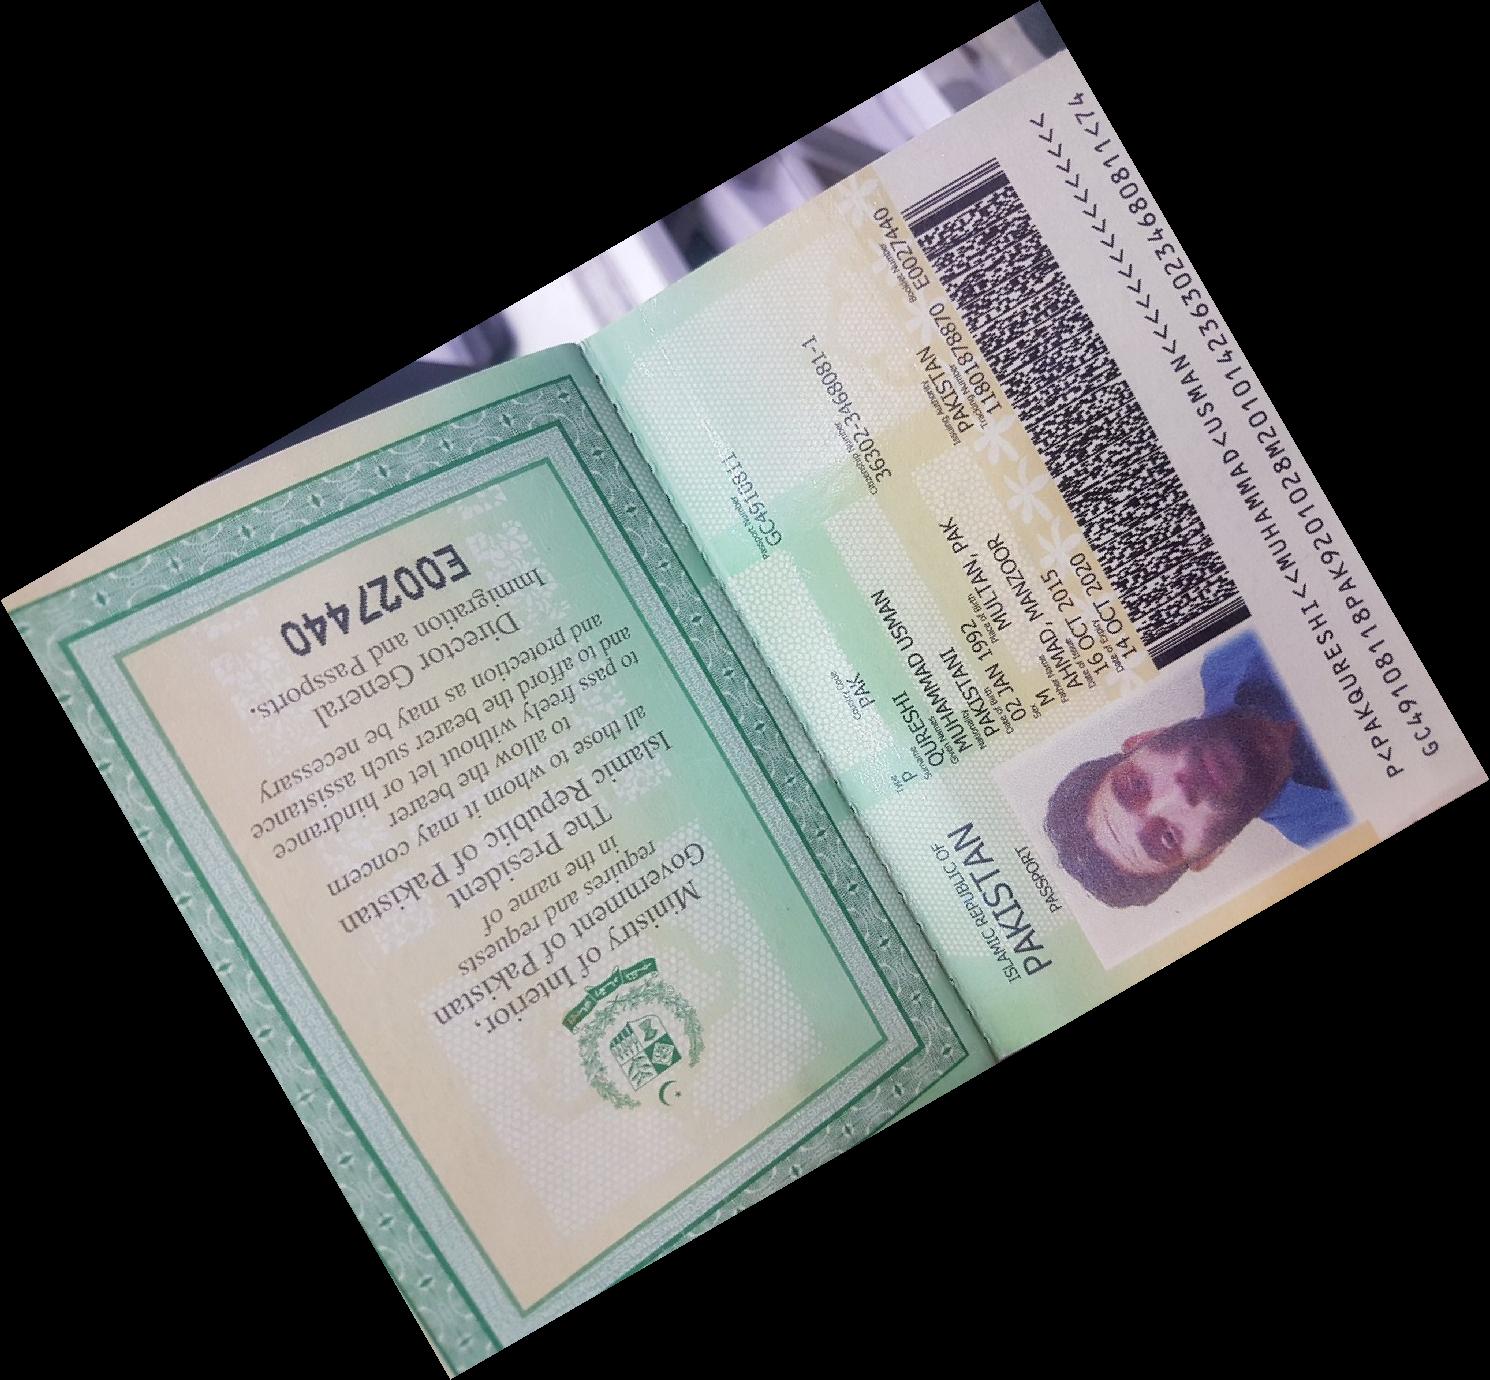 Ministry of Interior,
Government of Pakistan
requires and requests
in the name of
The President
Islamic Republic of Pakistan
all those to whom it may concern
to allow the bearer
to pass freely without let or hindrance
and to afford the bearer such assistance
and protection as may be necessary
Director General
Immigration and Passports.
E0027440
ISLAMIC REPUBLIC OF
PAKISTAN
PASSPORT
Type
P
Country Code
PAK
Passport Number
GC4910811
Surname
QURESHI
Given Names
MUHAMMAD USMAN
Nationality
PAKISTANI
Citizenship Number
36302-3468081-1
Date of Birth
02 JAN 1992
Sex
M
Place of Birth
MULTAN, PAK
Father Name
AHMAD, MANZOOR
Date of Issue
16 OCT 2015
Issuing Authority
PAKISTAN
Date of Expiry
14 OCT 2020
Tracking Number
11801878870
Booklet Number
E0027440
P<PAKQURESHI<<MUHAMMAD<USMAN<<<<<<<<<<<<<<<<
GC49108118PAK9201028M20101423630234680811<74